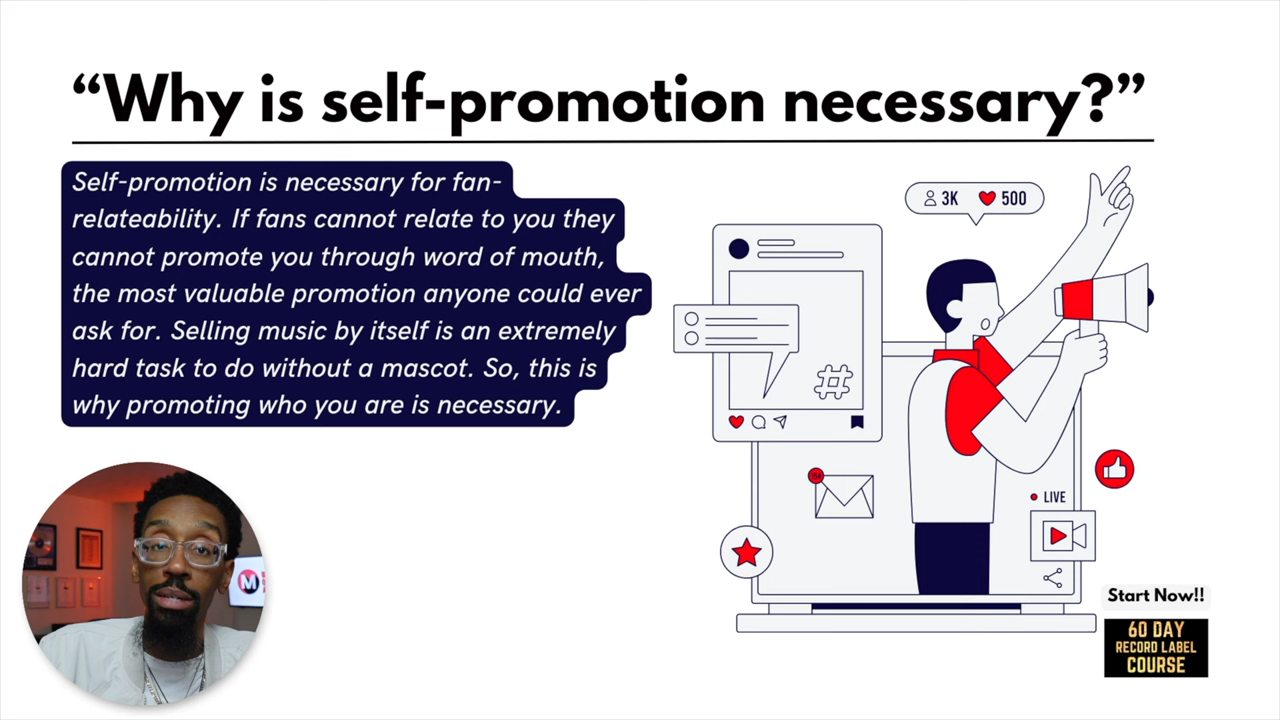 “Why is self-promotion necessary?”
Self-promotion is necessary for fan-
relateability. If fans cannot relate to you they
cannot promote you through word of mouth,
the most valuable promotion anyone could ever
ask for. Selling music by itself is an extremely
hard task to do without a mascot. So, this is
why promoting who you are is necessary.
3K 500
#
LIVE
M
Start Now!!
60 DAY
RECORD LABEL
COURSE